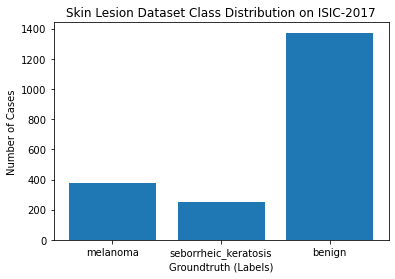 Skin Lesion Dataset Class Distribution on ISIC-2017
1400
1200
1000
800
600
400
200
0
Number of Cases
melanoma seborrheic_keratosis benign
Groundtruth (Labels)